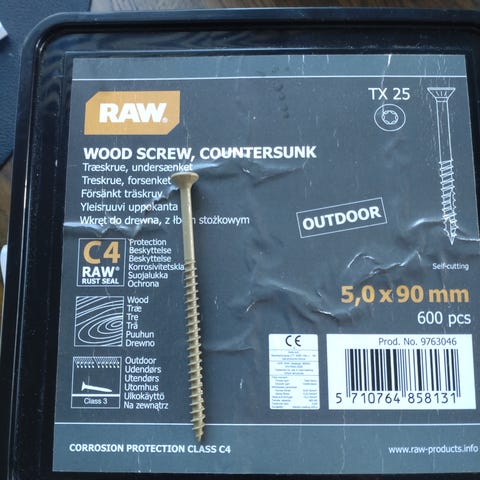 RAW®
TX 25
WOOD SCREW, COUNTERSUNK
Træskrue, undersænket
Treskrue, forsenket
Försänkt träskruv
Yleisruuvi uppokanta
Wkręt do drewna, z łbem stożkowym
OUTDOOR
C4
RAW®
RUST SEAL
Protection
Beskyttelse
Beskyttelse
Suojalukka
Ochrona
Self-cutting
5,0 x 90 mm
600 pcs
Wood
Træ
Tre
Trä
Puuhun
Drewno
CE
Prod. No. 9763046
5 710764 858131
Class 3
Outdoor
Udendørs
Utendørs
Utomhus
Ulkokäyttö
Na zewnątrz
CORROSION PROTECTION CLASS C4
www.raw-products.info